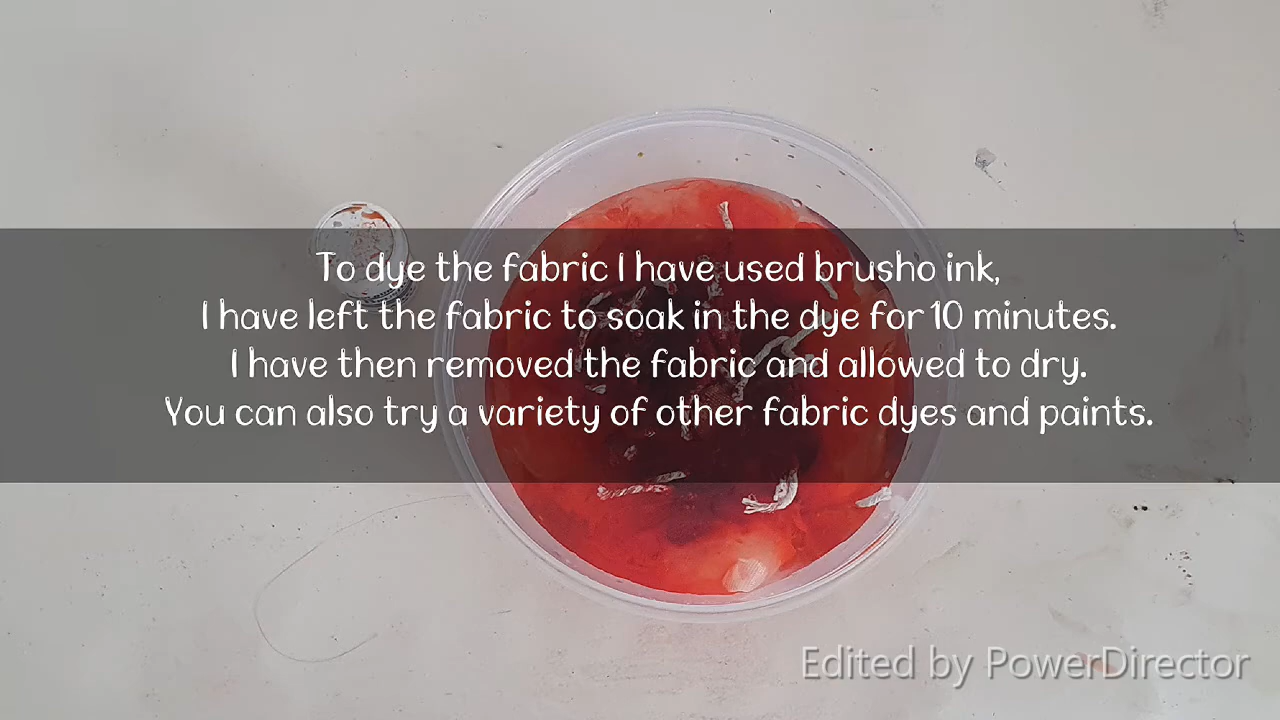 To dye the fabric I have used brusho ink,
I have left the fabric to soak in the dye for 10 minutes.
I have then removed the fabric and allowed to dry.
You can also try a variety of other fabric dyes and paints.
Edited by PowerDirector